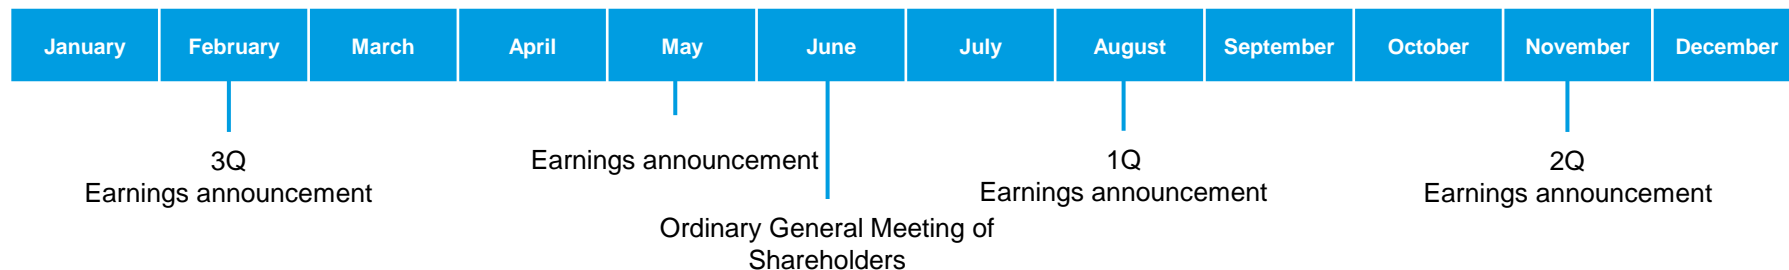 January February March April May June July August September October November December
3Q
Earnings announcement
Earnings announcement
Ordinary General Meeting of
Shareholders
1Q
Earnings announcement
2Q
Earnings announcement